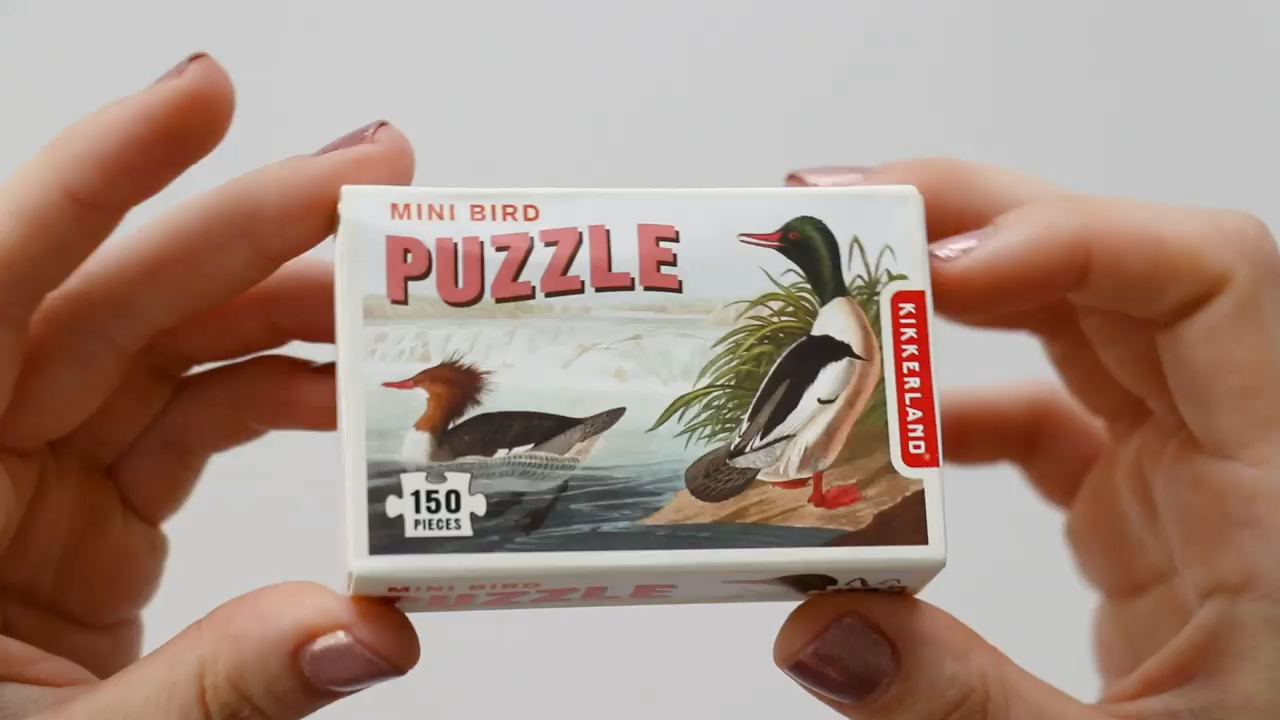 MINI BIRD
PUZZLE
KIKKERLAND®
150
PIECES
MINI BIRD
PUZZLE